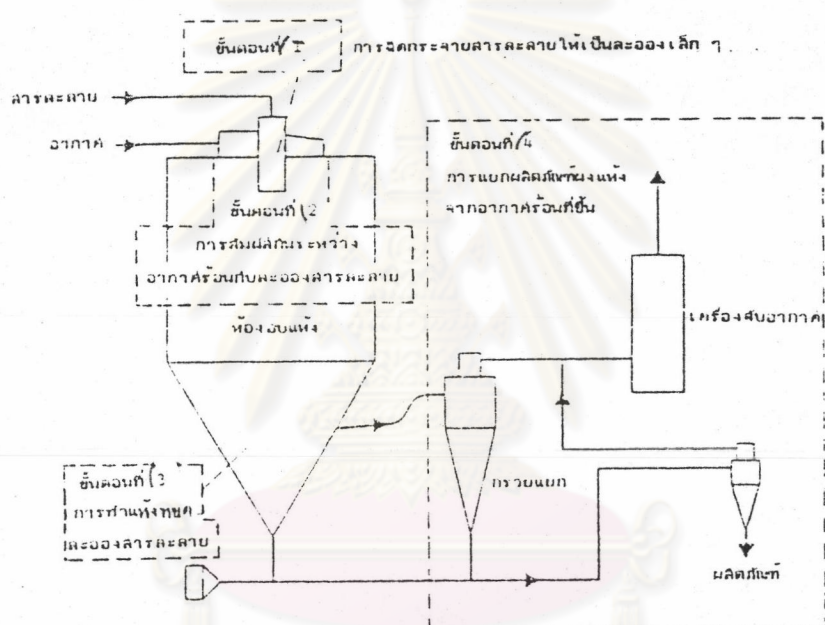 ขั้นตอนที่ 1 การฉีดกระจายสารละลายให้เป็นละอองเล็ก ๆ
สารละลาย
อากาศ
ขั้นตอนที่ 2
การสัมผัสกันระหว่าง
อากาศร้อนกับละอองสารละลาย
ห้องอบแห้ง
ขั้นตอนที่ 3
การทำแห้งหยด
ละอองสารละลาย
ขั้นตอนที่ 4
การแยกผลิตภัณฑ์ผงแห้ง
จากอากาศร้อนที่ชื้น
เครื่องจับอากาศ
กรวยแยก
ผลิตภัณฑ์